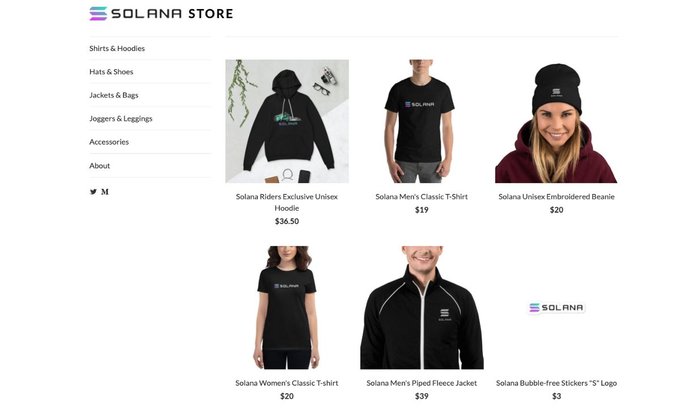 SOLANA STORE
Shirts & Hoodies
Hats & Shoes
Jackets & Bags
Joggers & Leggings
Accessories
About
SOLANA
SOLANA
Solana Riders Exclusive Unisex
Hoodie
$36.50
Solana Men's Classic T-Shirt
$19
Solana Unisex Embroidered Beanie
$20
SOLANA
SOLANA
SOLANA
Solana Women's Classic T-shirt
$20
Solana Men's Piped Fleece Jacket
$39
Solana Bubble-free Stickers "S" Logo
$3